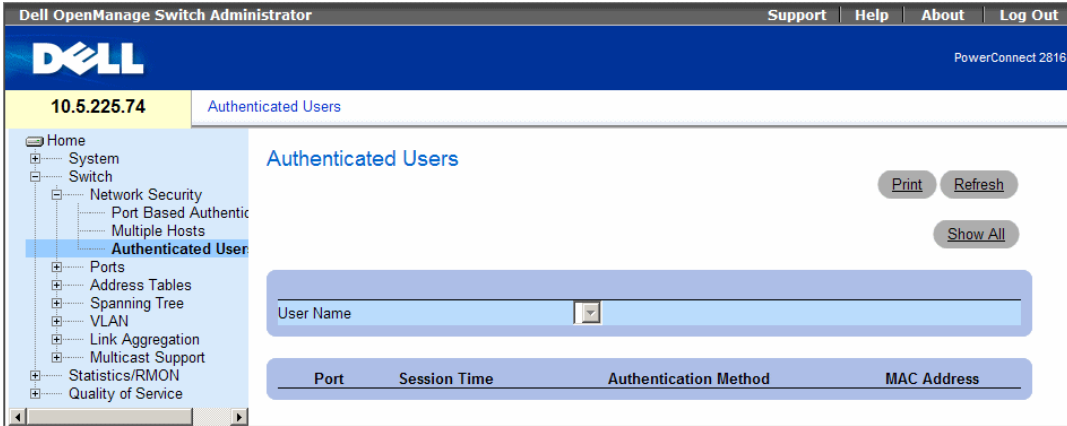 Dell OpenManage Switch Administrator Support Help About Log Out
DELL
PowerConnect 2816
10.5.225.74 Authenticated Users
Home
System
Switch
Network Security
Port Based Authentic
Multiple Hosts
Authenticated User
Ports
Address Tables
Spanning Tree
VLAN
Link Aggregation
Multicast Support
Statistics/RMON
Quality of Service
Authenticated Users
Print Refresh
Show All
User Name
Port Session Time Authentication Method MAC Address